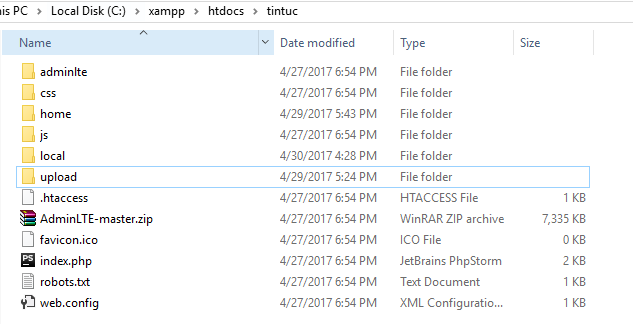 his PC › Local Disk (C:) › xampp › htdocs › tintuc
Name Date modified Type Size
adminlte 4/27/2017 6:54 PM File folder
css 4/27/2017 6:54 PM File folder
home 4/29/2017 5:43 PM File folder
js 4/27/2017 6:54 PM File folder
local 4/30/2017 4:28 PM File folder
upload 4/29/2017 5:24 PM File folder
.htaccess 4/27/2017 6:54 PM HTACCESS File 1 KB
AdminLTE-master.zip 4/27/2017 6:54 PM WinRAR ZIP archive 7,335 KB
favicon.ico 4/27/2017 6:54 PM ICO File 0 KB
index.php 4/27/2017 6:54 PM JetBrains PhpStorm 2 KB
robots.txt 4/27/2017 6:54 PM Text Document 1 KB
web.config 4/27/2017 6:54 PM XML Configuratio... 1 KB